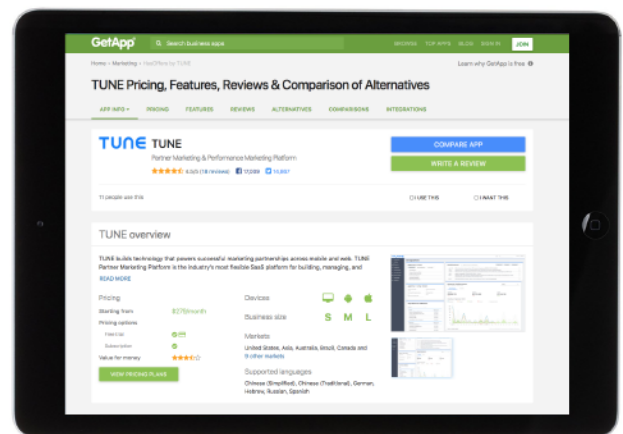 GetApp Search business apps BROWSE TOP APPS BLOG SIGN IN JOIN
Home > Marketing > HasOffers by TUNE Learn why GetApp is free
TUNE Pricing, Features, Reviews & Comparison of Alternatives
APP INFO PRICING FEATURES REVIEWS ALTERNATIVES COMPARISONS INTEGRATIONS
TUNE TUNE
COMPARE APP
Partner Marketing & Performance Marketing Platform
WRITE A REVIEW
(18 reviews)
11 people use this I USE THIS I WANT THIS
TUNE overview
TUNE builds technology that powers successful marketing partnerships across mobile and web. TUNE
Partner Marketing Platform is the industry's most flexible SaaS platform for building, managing, and
READ MORE
Pricing Devices
Starting from /month
Business size S M L
Pricing options
Free trial
Markets
Subscription
United States, Asia, Australia, Brazil, Canada and
Value for money 9 other markets
VIEW PRICING PLANS
Supported languages
Chinese (Simplified), Chinese (Traditional), German,
Hebrew, Russian, Spanish